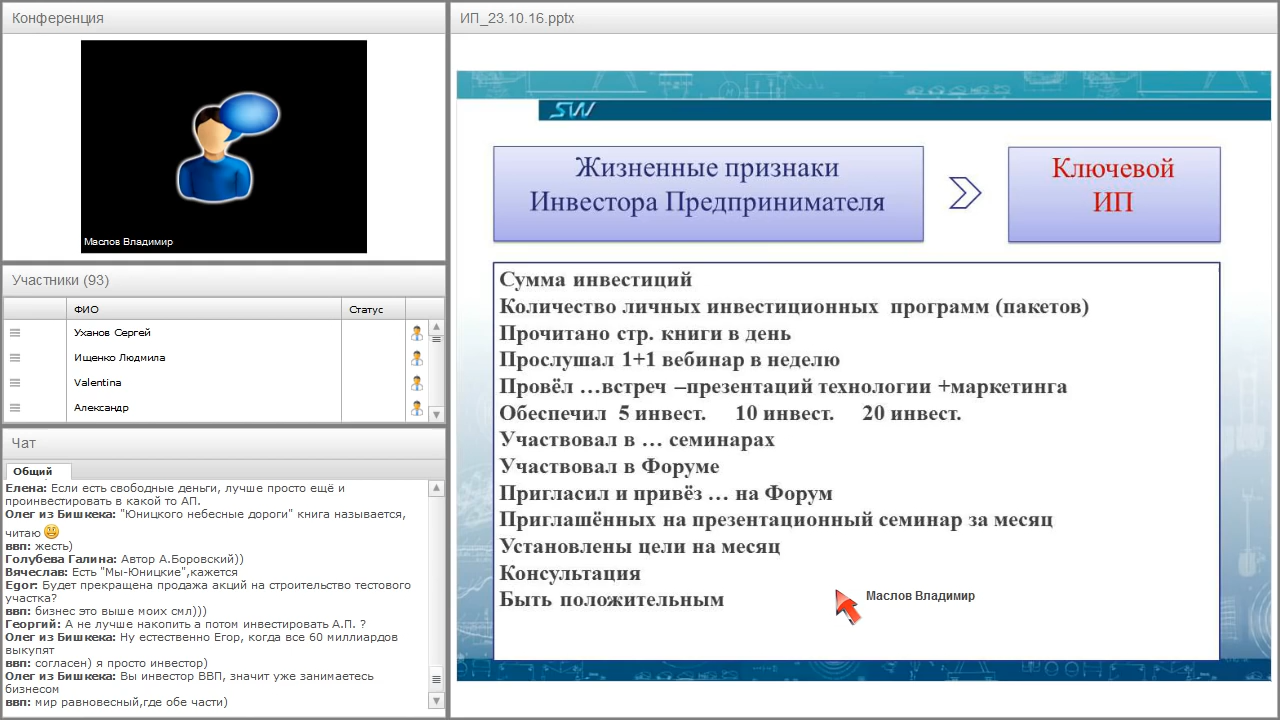 Конференция
Маслов Владимир
Участники (93)
ФИО
Статус
Уханов Сергей
Ищенко Людмила
Valentina
Александр
Чат
Общий
Елена: Если есть свободные деньги, лучше просто ещё и
проинвестировать в какой то АП.
Олег из Бишкека: "Юницкого небесные дороги" книга называется,
читаю
ввп: жесть)
Голубева Галина: Автор А.Боровский))
Вячеслав: Есть "Мы-Юницкие",кажется
Egor: Будет прекращена продажа акций на строительство тестового
участка?
ввп: бизнес это выше моих смл)))
Георгий: А не лучше накопить а потом инвестировать А.П. ?
Олег из Бишкека: Ну естественно Егор, когда все 60 миллиардов
выкупят
ввп: согласен) я просто инвестор)
Олег из Бишкека: Вы инвестор ВВП, значит уже занимаетесь
бизнесом
ввп: мир равновесный,где обе части)
ИП_23.10.16.pptx
SW
Жизненные признаки
Инвестора Предпринимателя
Ключевой
ИП
Сумма инвестиций
Количество личных инвестиционных программ (пакетов)
Прочитано стр. книги в день
Прослушал 1+1 вебинар в неделю
Провёл …встреч –презентаций технологии +маркетинга
Обеспечил 5 инвест. 10 инвест. 20 инвест.
Участвовал в … семинарах
Участвовал в Форуме
Пригласил и привёз … на Форум
Приглашённых на презентационный семинар за месяц
Установлены цели на месяц
Консультация
Быть положительным
Маслов Владимир